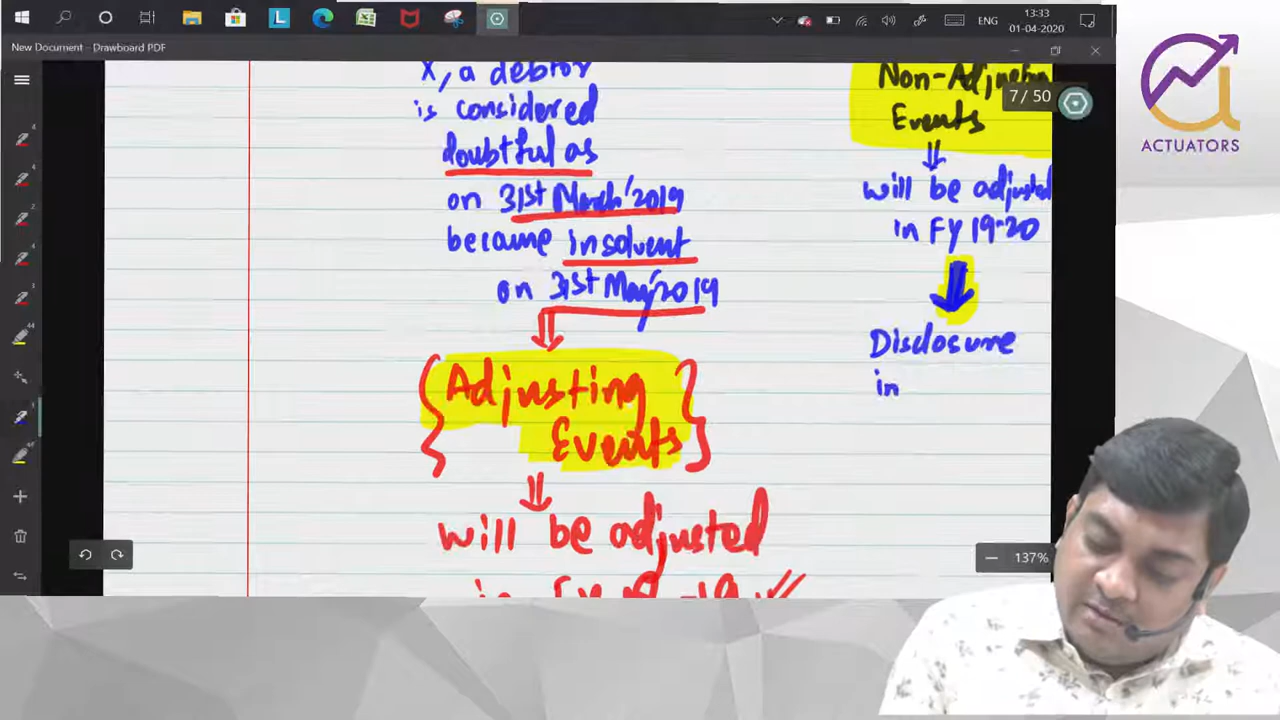 13:33
ENG
01-04-2020
New Document - Drawboard PDF
7 / 50
ACTUATORS
X, a debtor
is considered
doubtful as
on 31st March'2019
became insolvent
on 31st May'2019
Adjusting
Events
will be adjusted
in FY
Non-Adjusting
Events
will be adjusted
in FY 19-20
Disclosure
in
137%